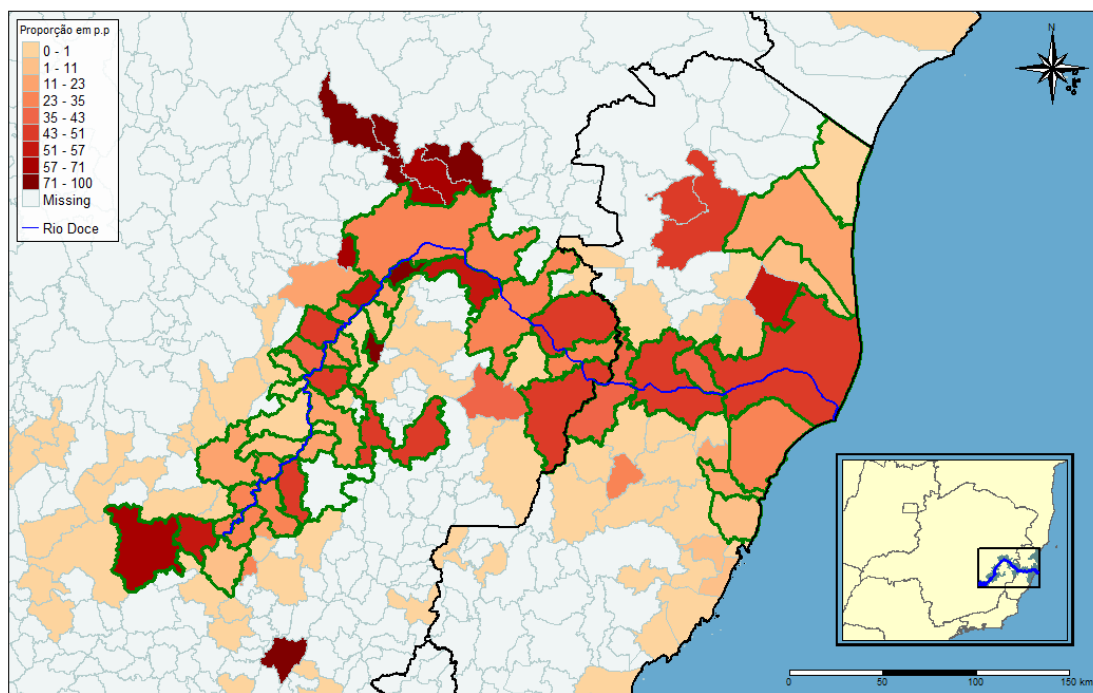 Proporção em p.p
0 - 1
1 - 11
11 - 23
23 - 35
35 - 43
43 - 51
51 - 57
57 - 71
71 - 100
Missing
Rio Doce
N
0 50 100 150 km